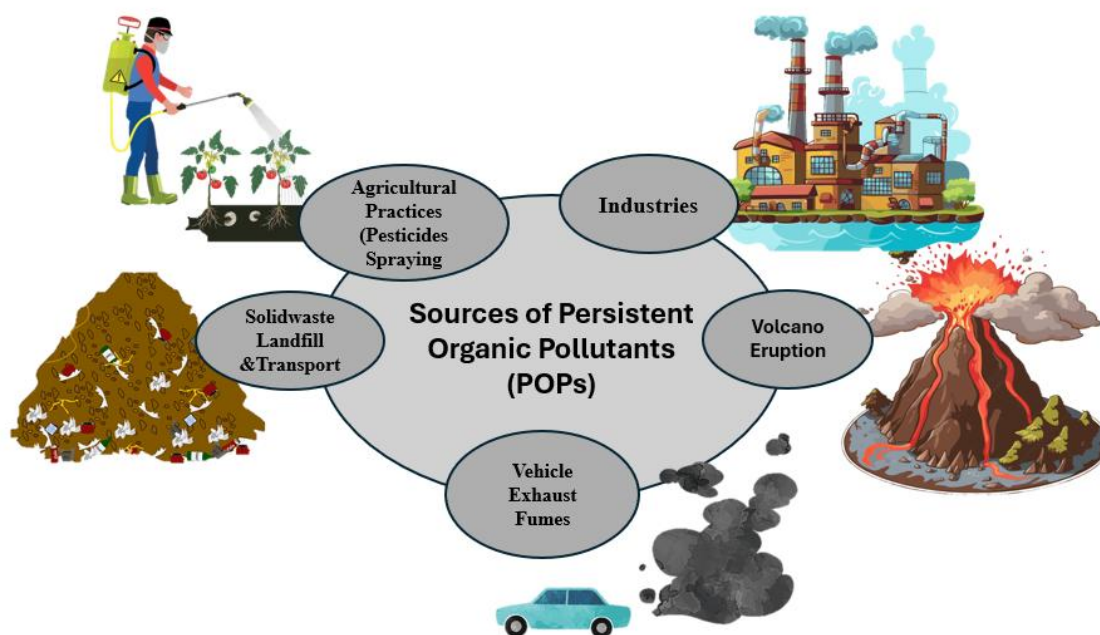 Agricultural
Practices
(Pesticides
Spraying
Industries
Solidwaste
Landfill
&Transport
Sources of Persistent
Organic Pollutants
(POPs)
Volcano
Eruption
Vehicle
Exhaust
Fumes